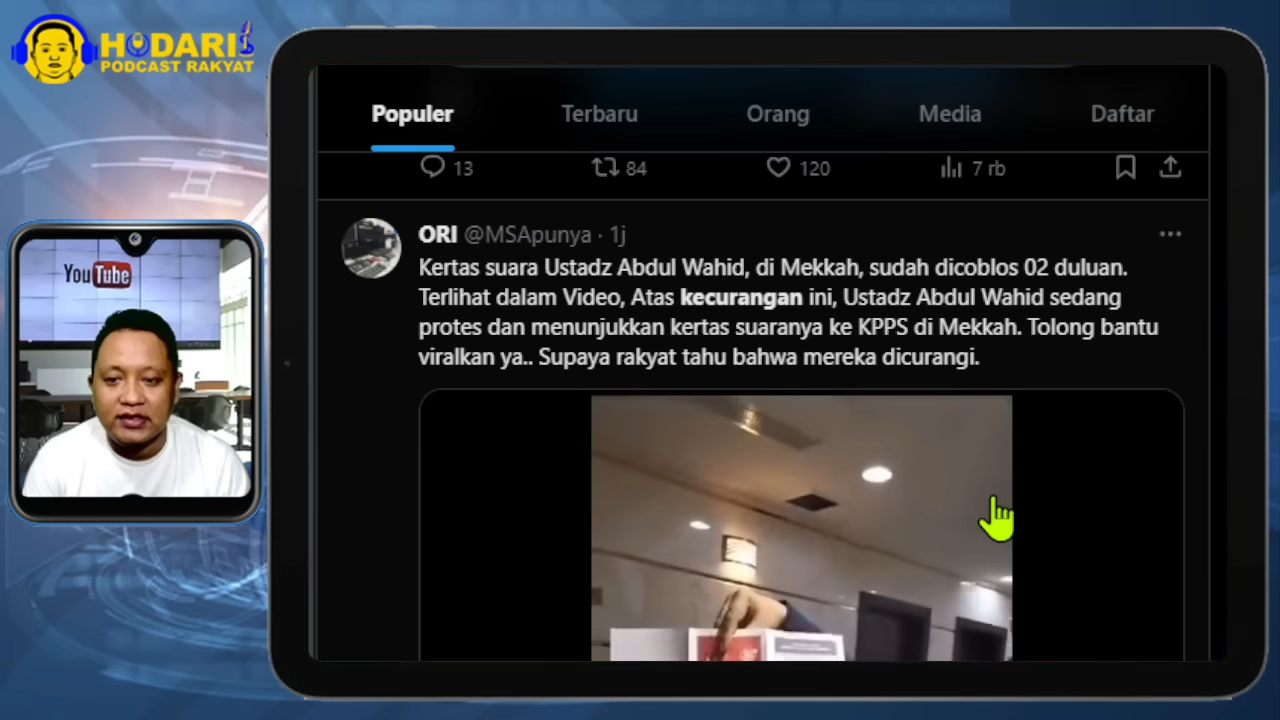 HODARI
PODCAST RAKYAT
Populer Terbaru Orang Media Daftar
13 84 120 7 rb
ORI @MSApunya · 1j
Kertas suara Ustadz Abdul Wahid, di Mekkah, sudah dicoblos 02 duluan.
Terlihat dalam Video, Atas kecurangan ini, Ustadz Abdul Wahid sedang
protes dan menunjukkan kertas suaranya ke KPPS di Mekkah. Tolong bantu
viralkan ya.. Supaya rakyat tahu bahwa mereka dicurangi.
YouTube